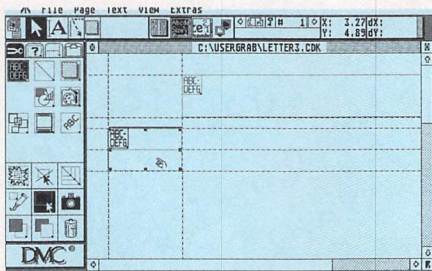 File Page Text View Extras
A # 1 X: 3.27 dX:
Y: 4.89 dY:
C:\USERGRAB\LETTER3.CDK
ABC-
DEFG
ABC-
DEFG
ABC
ABC-
DEFG
DMC®